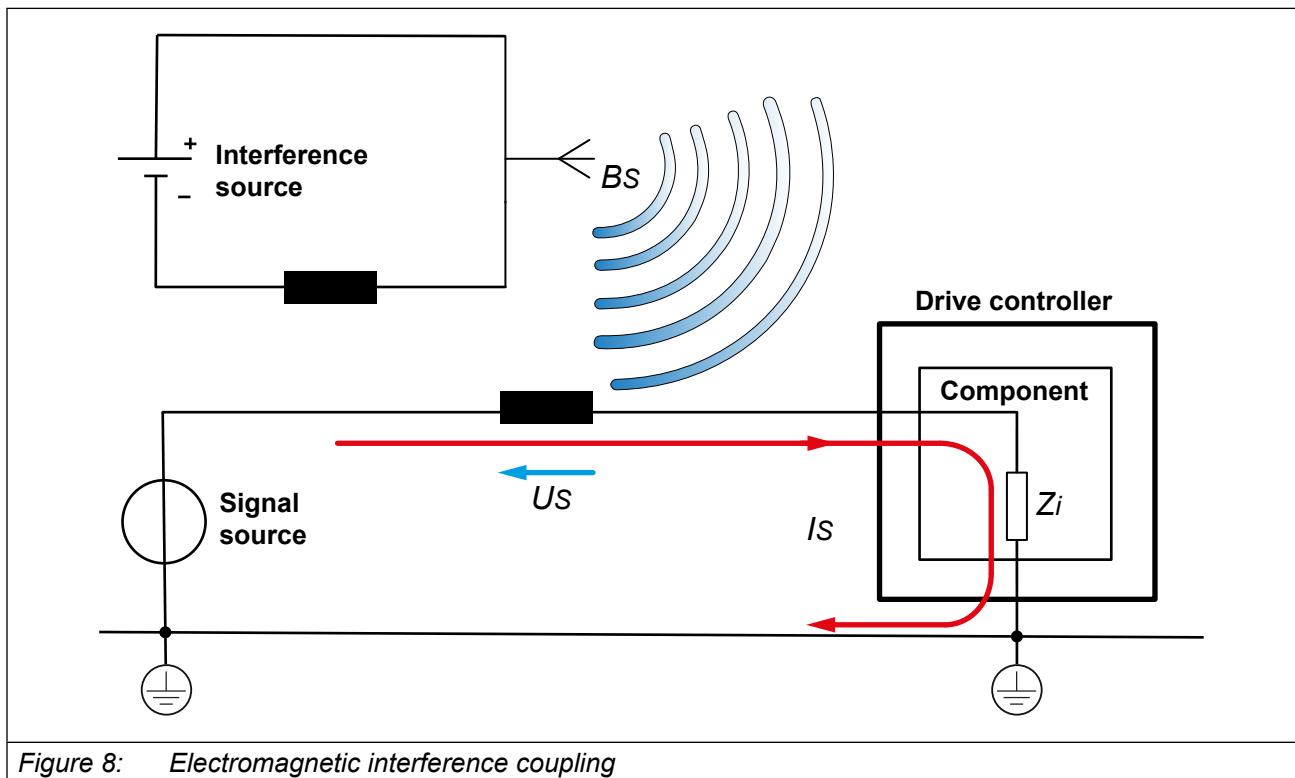 +
Interference
source
−
BS
Drive controller
Component
US
Signal
source
IS
Zi
Figure 8: Electromagnetic interference coupling